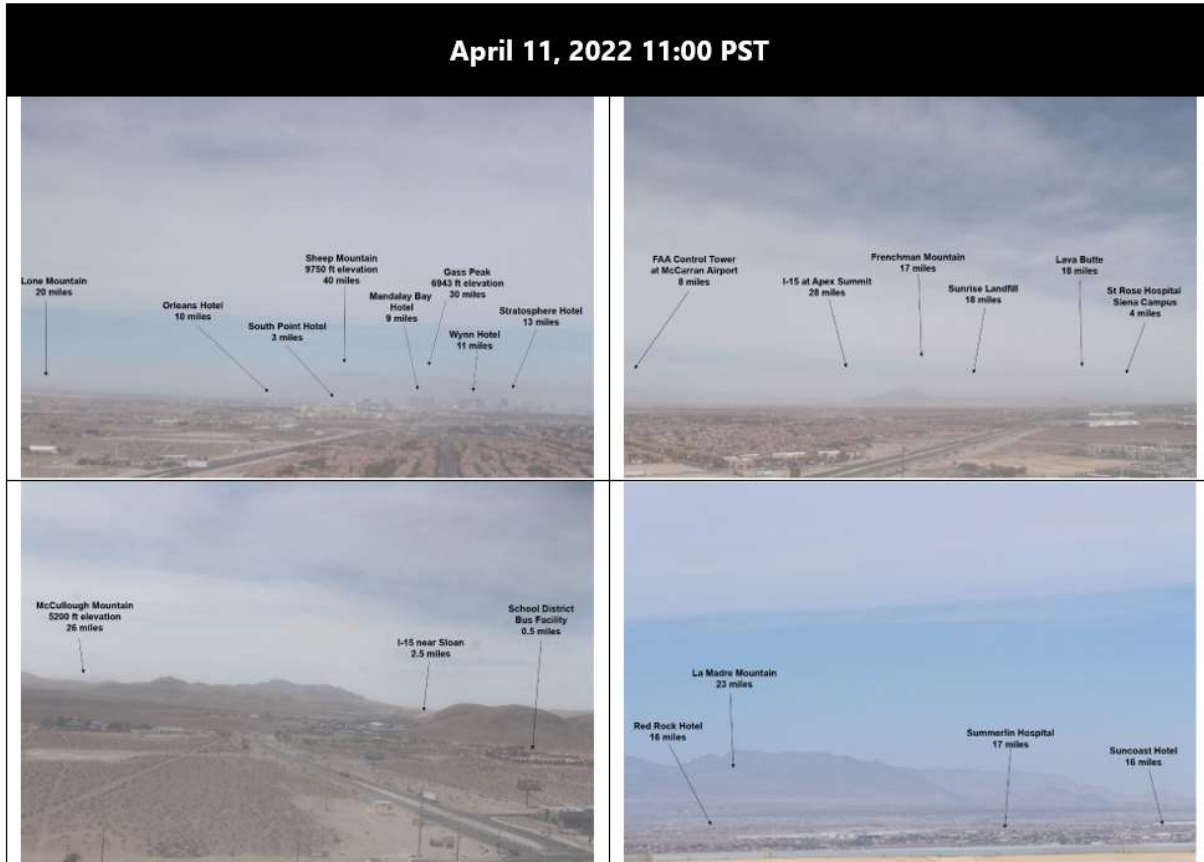 April 11, 2022 11:00 PST
Lone Mountain
20 miles
Orleans Hotel
10 miles
South Point Hotel
3 miles
Sheep Mountain
9750 ft elevation
40 miles
Mandalay Bay
Hotel
9 miles
Gass Peak
6943 ft elevation
30 miles
Wynn Hotel
11 miles
Stratosphere Hotel
13 miles
FAA Control Tower
at McCarran Airport
8 miles
I-15 at Apex Summit
28 miles
Frenchman Mountain
17 miles
Sunrise Landfill
18 miles
Lava Butte
18 miles
St Rose Hospital
Siena Campus
4 miles
McCullough Mountain
5200 ft elevation
26 miles
I-15 near Sloan
2.5 miles
School District
Bus Facility
0.5 miles
Red Rock Hotel
16 miles
La Madre Mountain
23 miles
Summerlin Hospital
17 miles
Suncoast Hotel
16 miles